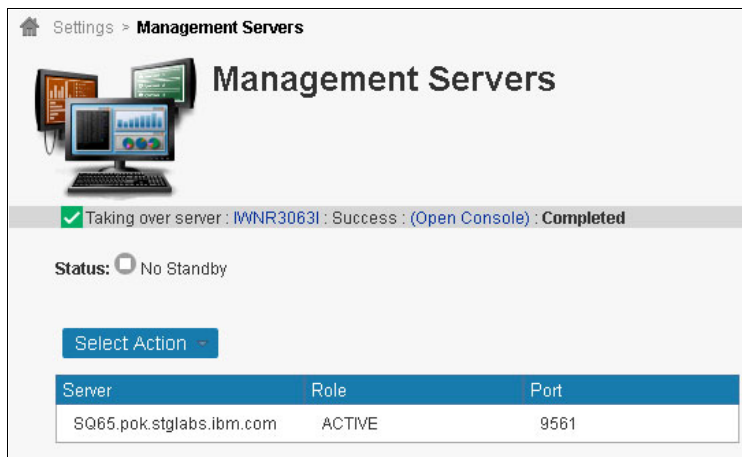 Settings > Management Servers
Management Servers
Taking over server : IWNR3063I : Success : (Open Console) : Completed
Status: No Standby
Select Action
Server Role Port
SQ65.pok.stglabs.ibm.com ACTIVE 9561